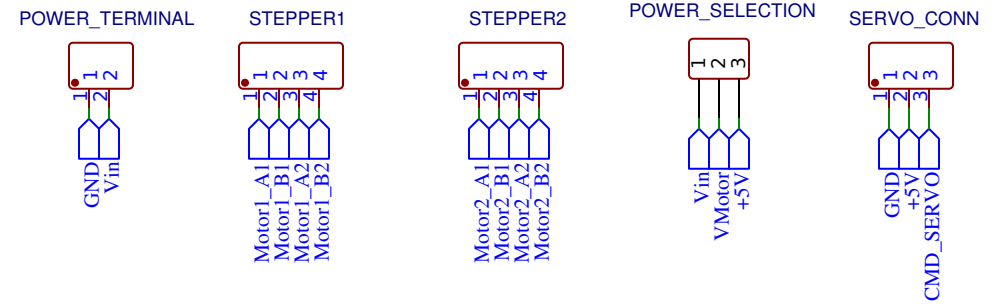 POWER_TERMINAL
1 2
1 2
GND
Vin
STEPPER1
1 2 3 4
1 2 3 4
Motor1_A1
Motor1_B1
Motor1_A2
Motor1_B2
STEPPER2
1 2 3 4
1 2 3 4
Motor2_A1
Motor2_B1
Motor2_A2
Motor2_B2
POWER_SELECTION
1 2 3
Vin
VMotor
+5V
SERVO_CONN
1 2 3
1 2 3
GND
+5V
CMD_SERVO